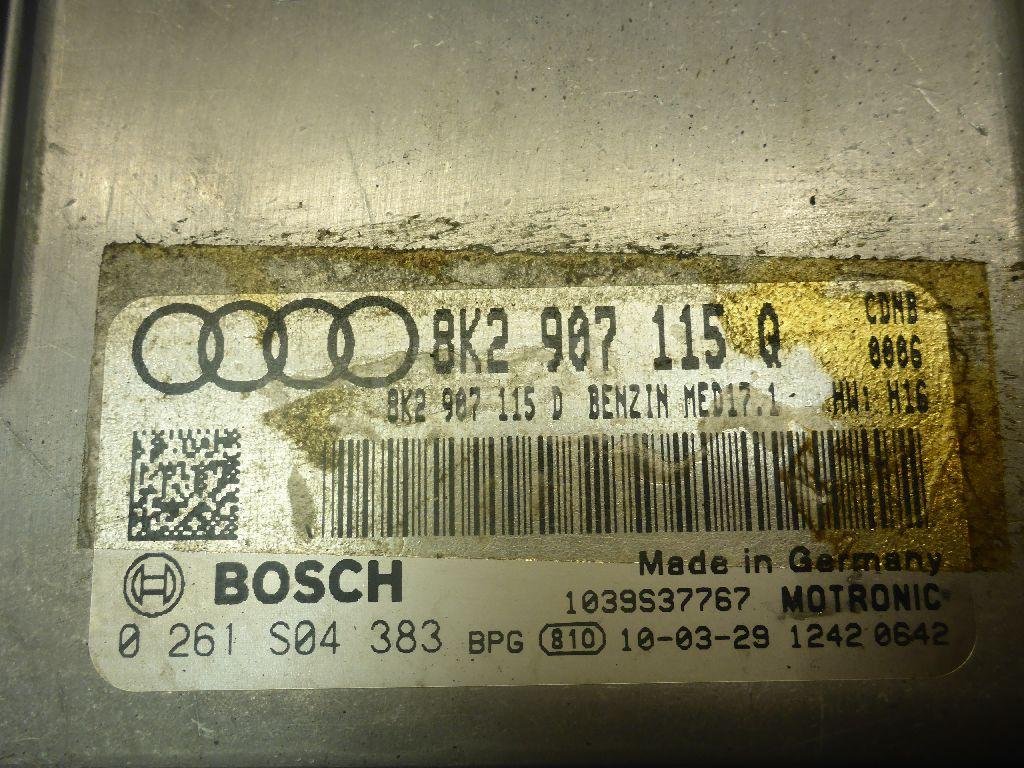 8K2 907 115 Q CDNB
0006
8K2 907 115 D BENZIN MED17.1 HW: H16
BOSCH
Made in Germany
1039S37767 MOTRONIC
0 261 S04 383 BPG 810 10-03-29 1242 0642